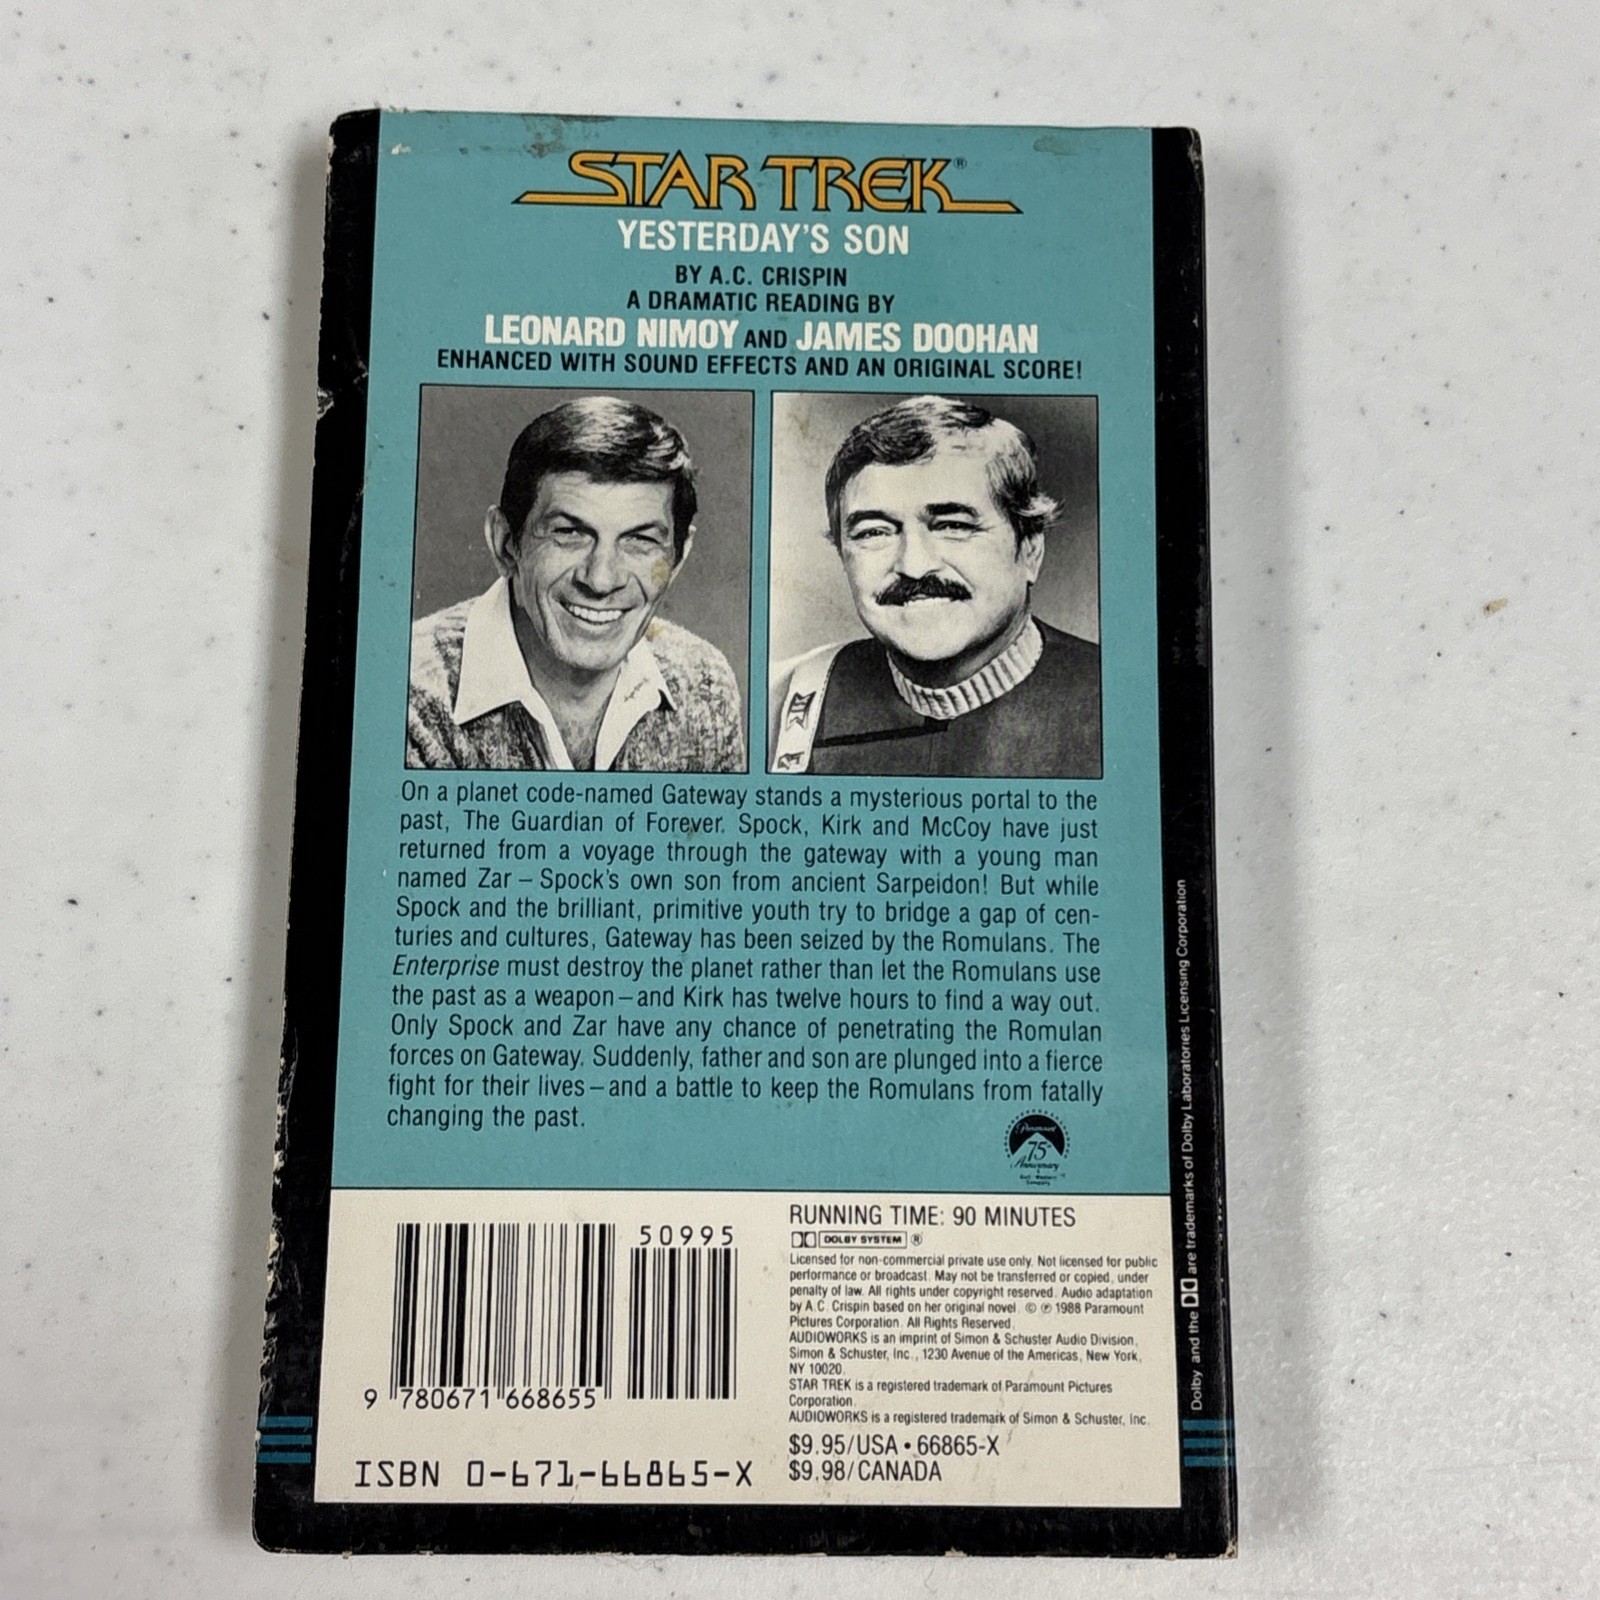 STAR TREK®
YESTERDAY'S SON
BY A.C. CRISPIN
A DRAMATIC READING BY
LEONARD NIMOY AND JAMES DOOHAN
ENHANCED WITH SOUND EFFECTS AND AN ORIGINAL SCORE!
On a planet code-named Gateway stands a mysterious portal to the
past, The Guardian of Forever. Spock, Kirk and McCoy have just
returned from a voyage through the gateway with a young man
named Zar – Spock's own son from ancient Sarpeidon! But while
Spock and the brilliant, primitive youth try to bridge a gap of cen-
turies and cultures, Gateway has been seized by the Romulans. The
Enterprise must destroy the planet rather than let the Romulans use
the past as a weapon – and Kirk has twelve hours to find a way out.
Only Spock and Zar have any chance of penetrating the Romulan
forces on Gateway. Suddenly, father and son are plunged into a fierce
fight for their lives – and a battle to keep the Romulans from fatally
changing the past.
Paramount
75th
Anniversary
Company
50995
9 780671 668655
ISBN 0-671-66865-X
RUNNING TIME: 90 MINUTES
DOLBY SYSTEM ®
Licensed for non-commercial private use only. Not licensed for public
performance or broadcast. May not be transferred or copied, under
penalty of law. All rights under copyright reserved. Audio adaptation
by A.C. Crispin based on her original novel. © ℗ 1988 Paramount
Pictures Corporation. All Rights Reserved.
AUDIOWORKS is an imprint of Simon & Schuster Audio Division,
Simon & Schuster, Inc., 1230 Avenue of the Americas, New York,
NY 10020.
STAR TREK is a registered trademark of Paramount Pictures
Corporation.
AUDIOWORKS is a registered trademark of Simon & Schuster, Inc.
$9.95/USA • 66865-X
$9.98/CANADA
Dolby and the are trademarks of Dolby Laboratories Licensing Corporation